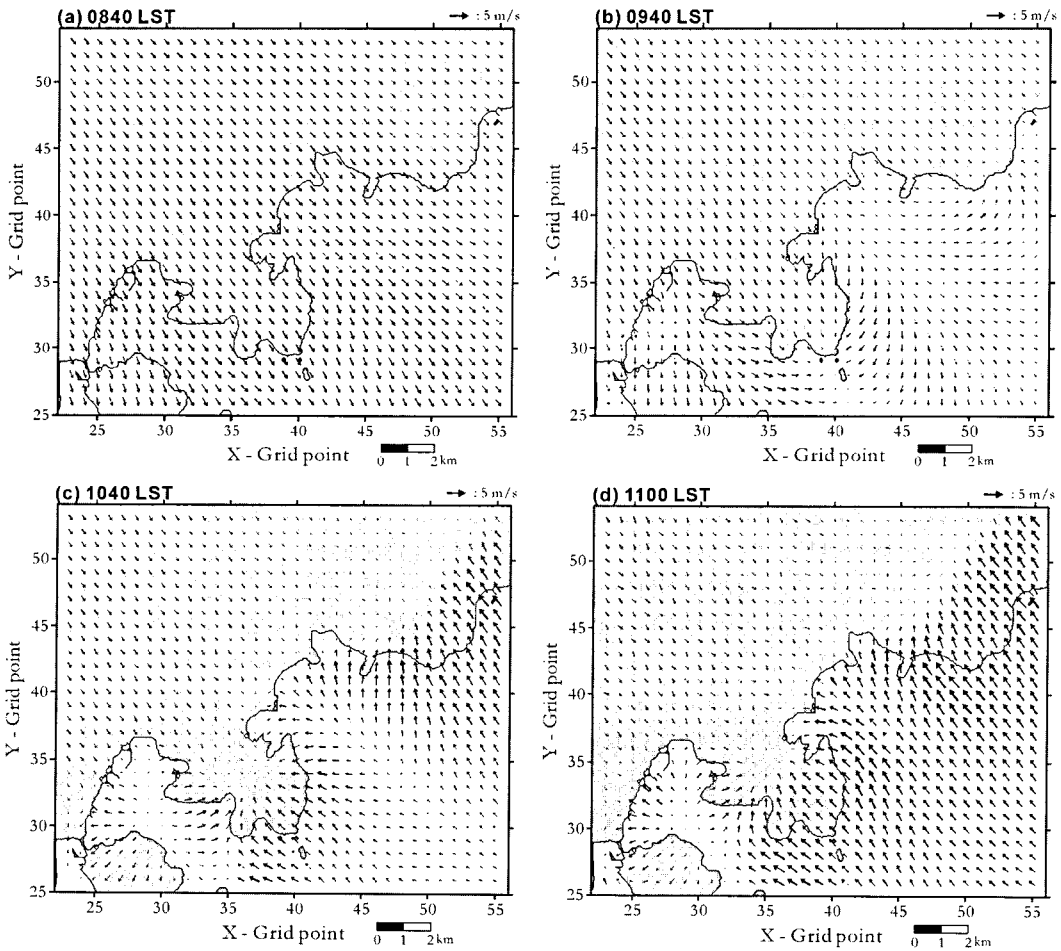 (a) 0840 LST
: 5 m/s
50
45
40
35
30
25
Y - Grid point
25 30 35 40 45 50 55
X - Grid point
0 1 2 km
(b) 0940 LST
: 5 m/s
50
45
40
35
30
25
Y - Grid point
25 30 35 40 45 50 55
X - Grid point
0 1 2 km
(c) 1040 LST
: 5 m/s
50
45
40
35
30
25
Y - Grid point
25 30 35 40 45 50 55
X - Grid point
0 1 2 km
(d) 1100 LST
: 5 m/s
50
45
40
35
30
25
Y - Grid point
25 30 35 40 45 50 55
X - Grid point
0 1 2 km